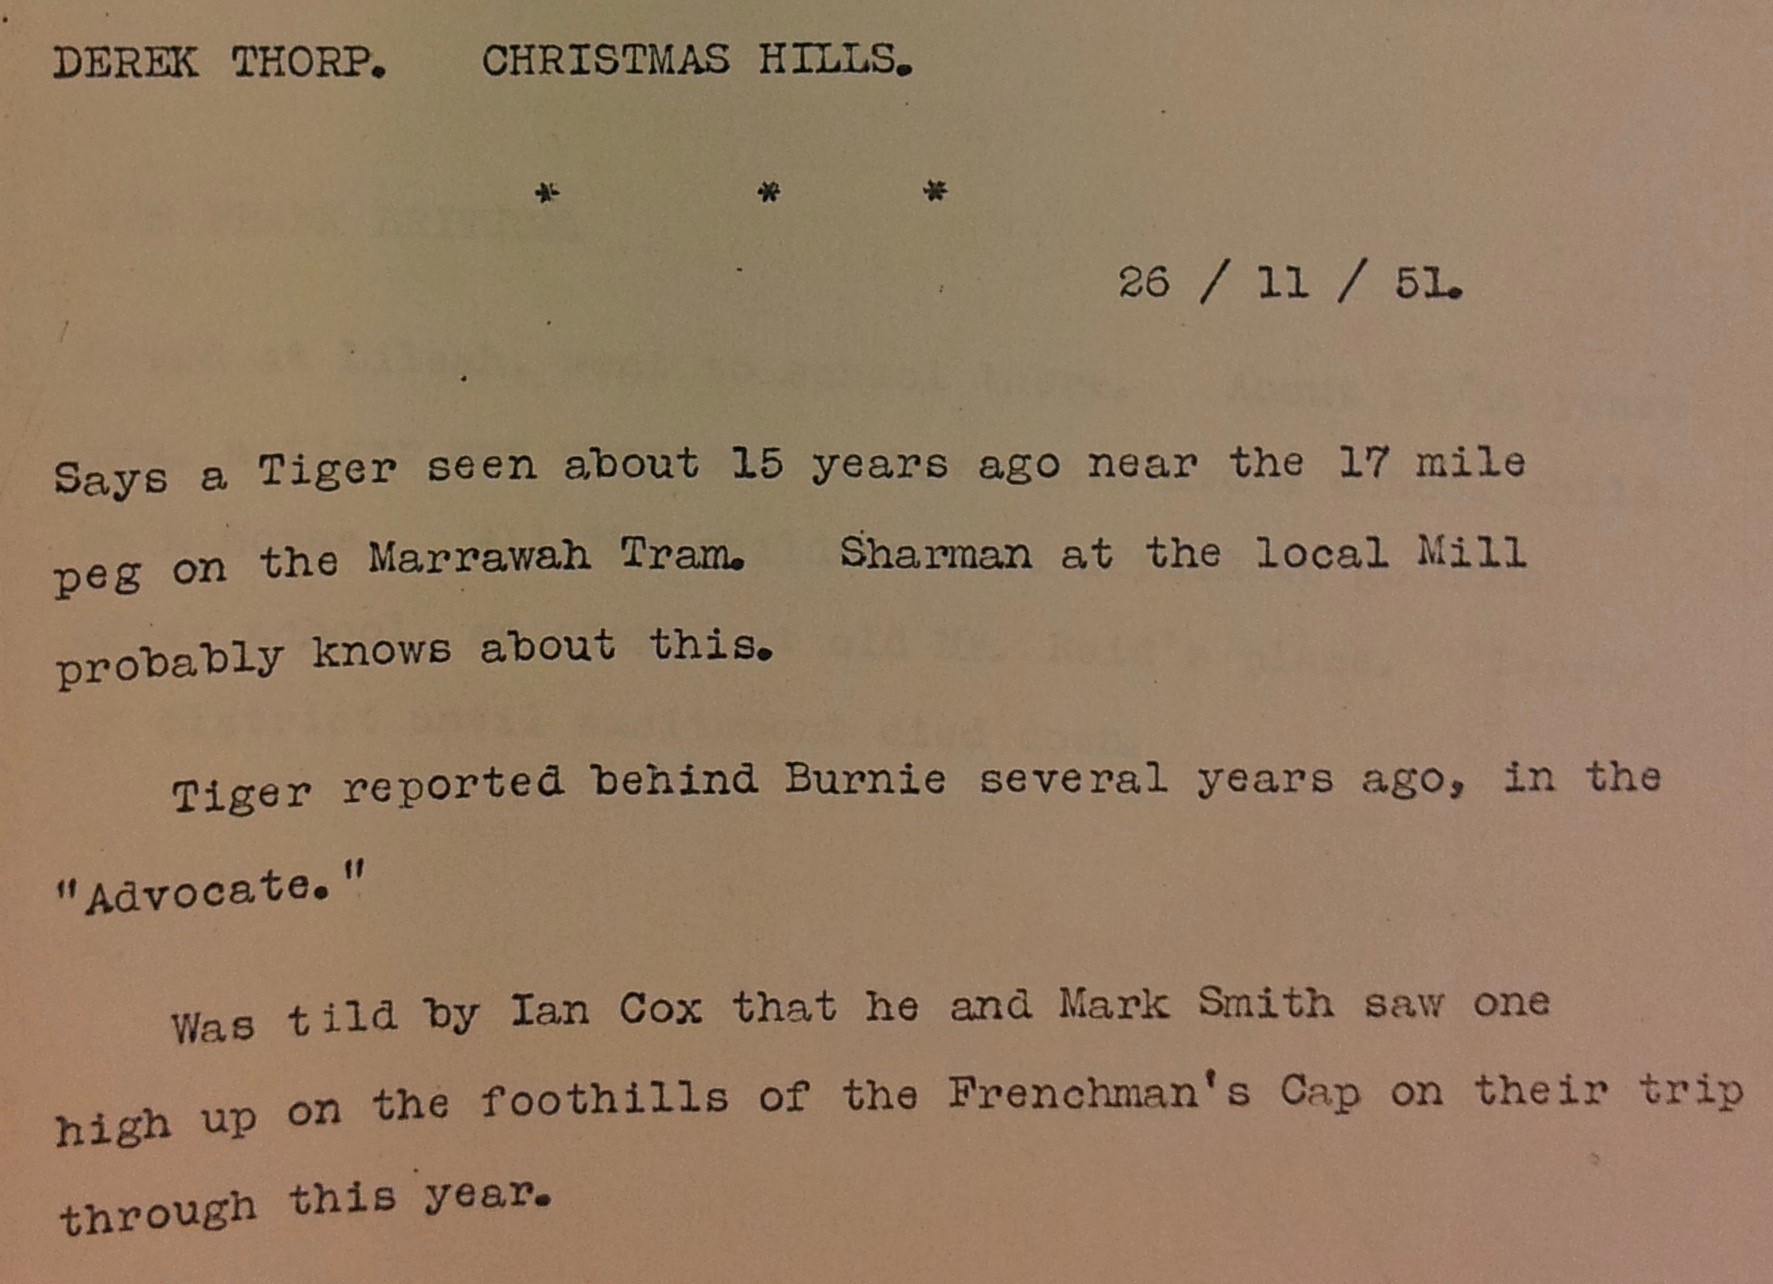 DEREK THORP. CHRISTMAS HILLS.
* * *
26 / 11 / 51.
Says a Tiger seen about 15 years ago near the 17 mile
peg on the Marrawah Tram. Sharman at the local Mill
probably knows about this.
Tiger reported behind Burnie several years ago, in the
"Advocate."
Was tild by Ian Cox that he and Mark Smith saw one
high up on the foothills of the Frenchman's Cap on their trip
through this year.